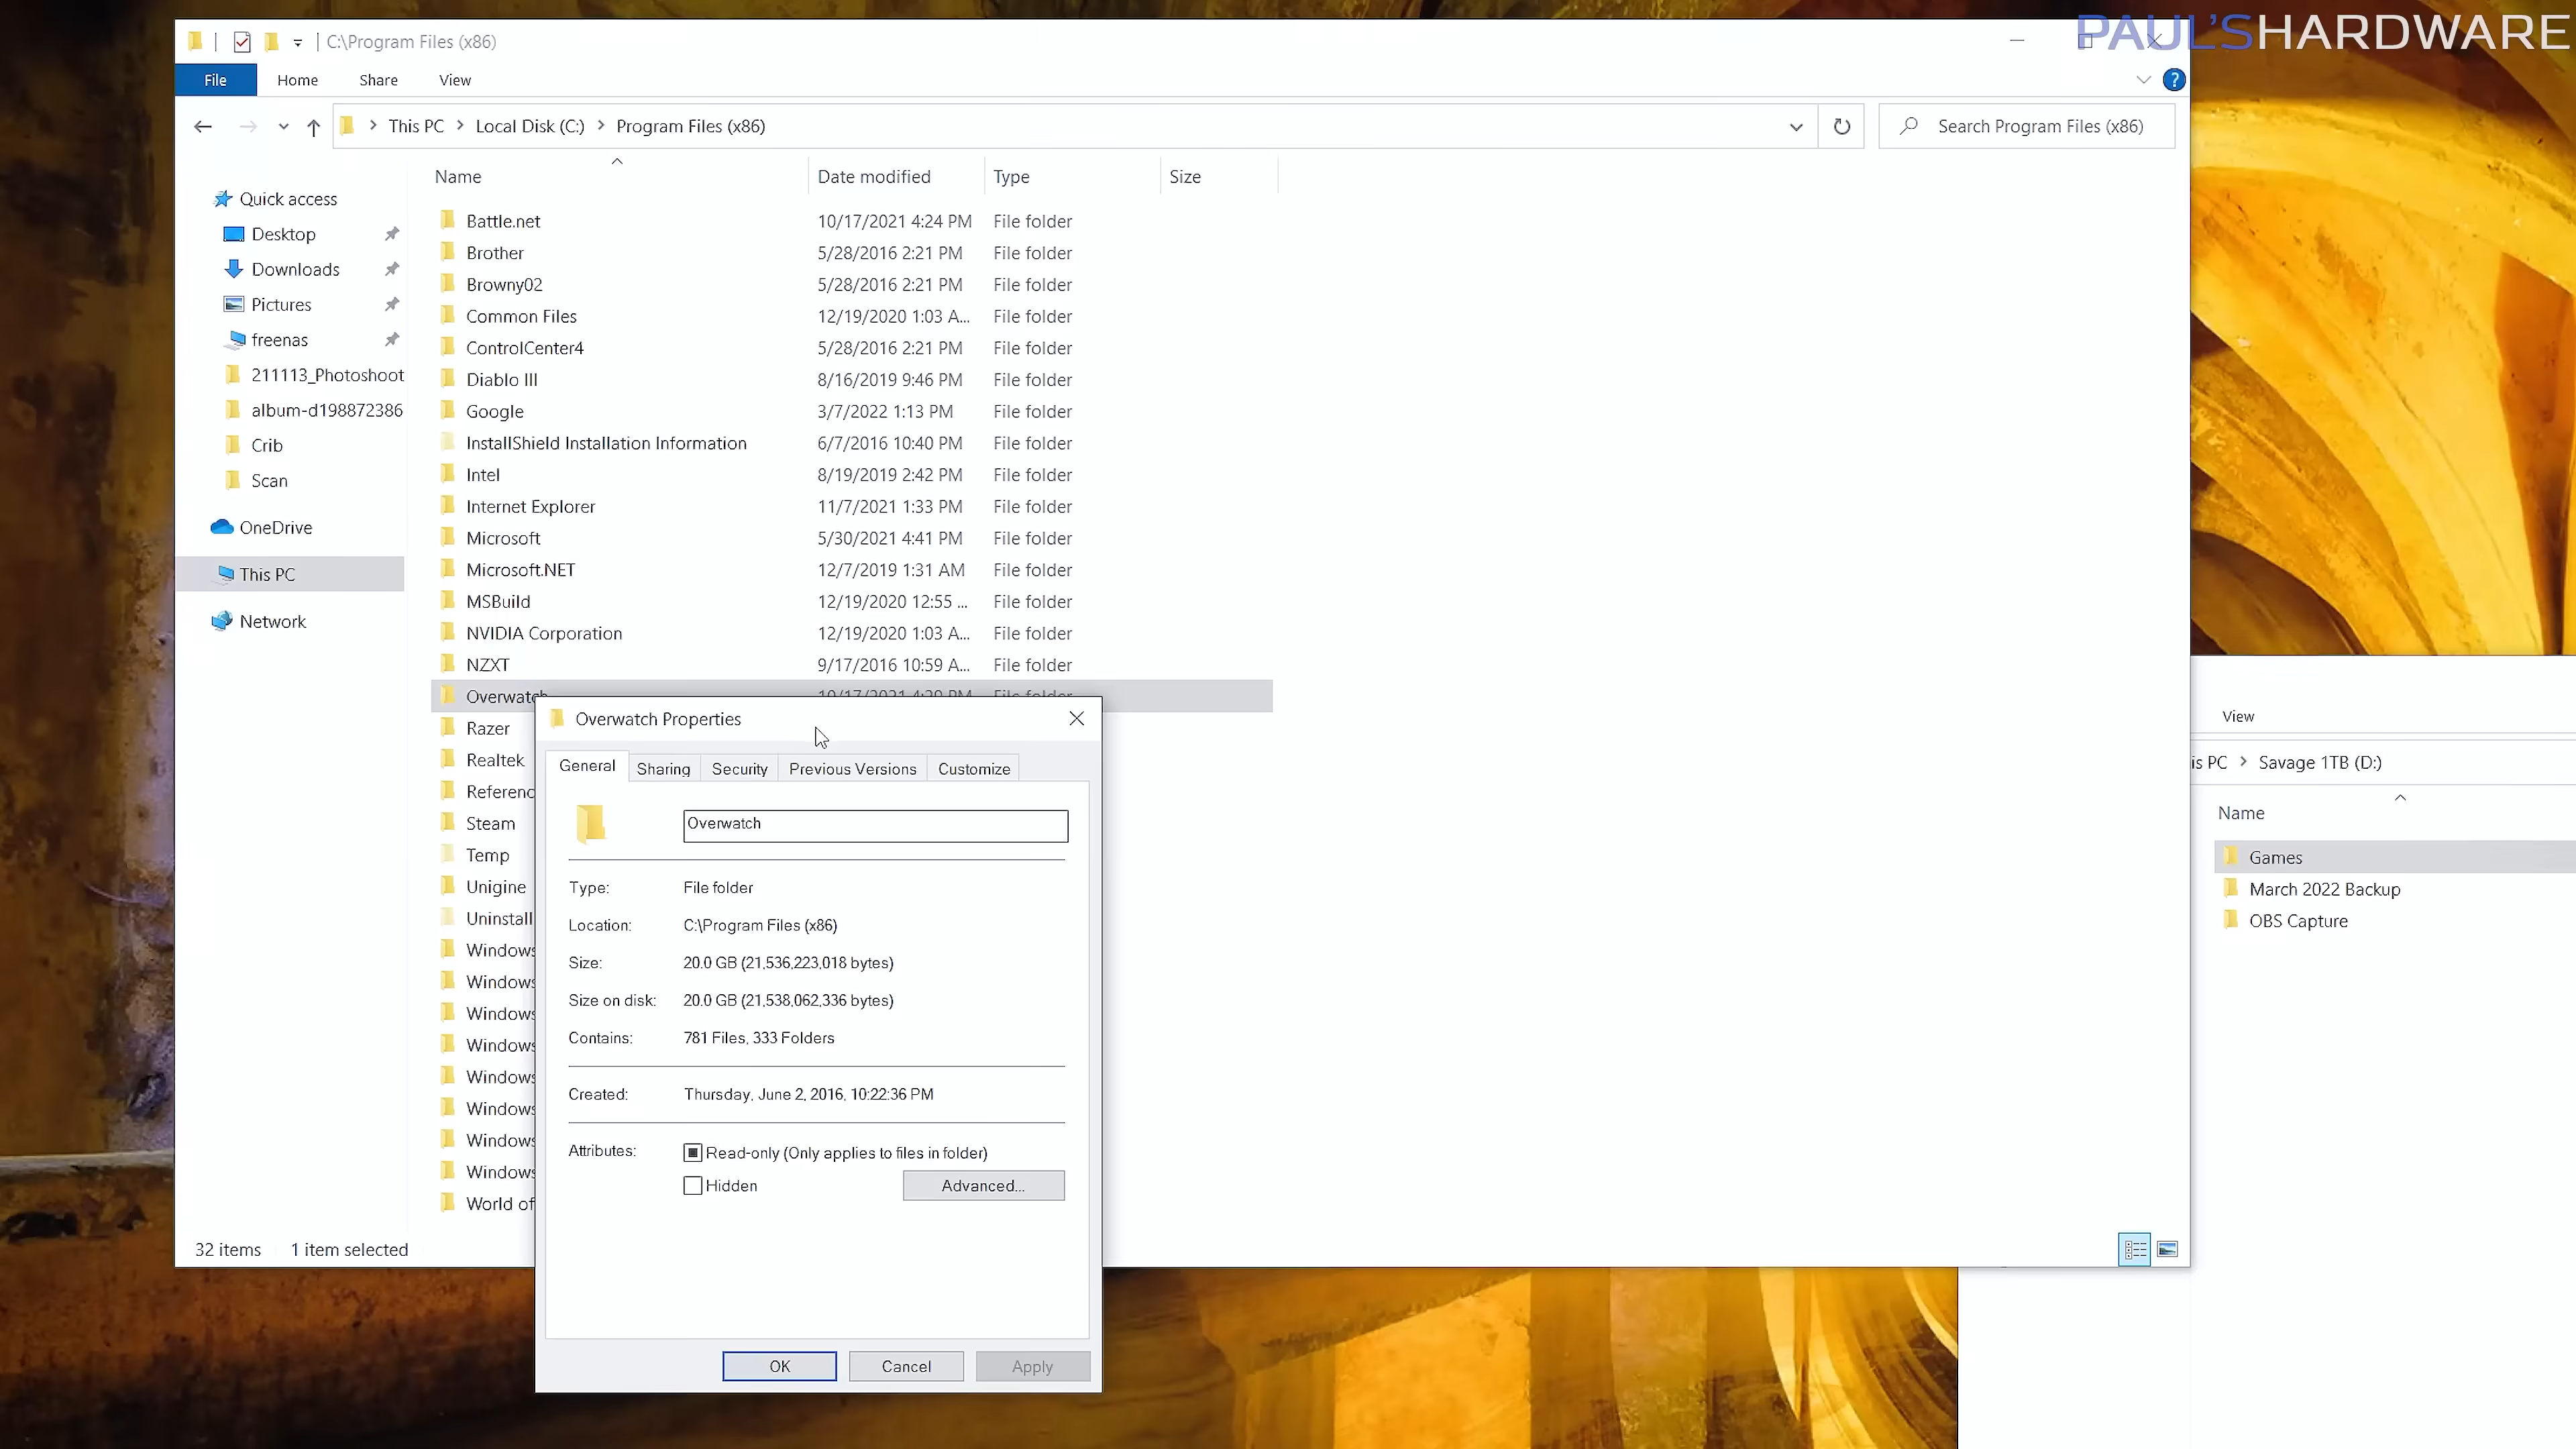 PAUL'SHARDWARE
C:\Program Files (x86)
File Home Share View
This PC Local Disk (C:) Program Files (x86) Search Program Files (x86)
Name Date modified Type Size
Quick access
Desktop
Downloads
Pictures
freenas
211113_Photoshoot
album-d198872386
Crib
Scan
OneDrive
This PC
Network
Battle.net 10/17/2021 4:24 PM File folder
Brother 5/28/2016 2:21 PM File folder
Browny02 5/28/2016 2:21 PM File folder
Common Files 12/19/2020 1:03 A... File folder
ControlCenter4 5/28/2016 2:21 PM File folder
Diablo III 8/16/2019 9:46 PM File folder
Google 3/7/2022 1:13 PM File folder
InstallShield Installation Information 6/7/2016 10:40 PM File folder
Intel 8/19/2019 2:42 PM File folder
Internet Explorer 11/7/2021 1:33 PM File folder
Microsoft 5/30/2021 4:41 PM File folder
Microsoft.NET 12/7/2019 1:31 AM File folder
MSBuild 12/19/2020 12:55 ... File folder
NVIDIA Corporation 12/19/2020 1:03 A... File folder
NZXT 9/17/2016 10:59 A... File folder
Overwatch 10/17/2021 4:29 PM File folder
Razer
Realtek
Referenc
Steam
Temp
Unigine
Uninstall
Windows
Windows
Windows
Windows
Windows
Windows
Windows
Windows
World of
32 items 1 item selected
Overwatch Properties
General Sharing Security Previous Versions Customize
Overwatch
Type: File folder
Location: C:\Program Files (x86)
Size: 20.0 GB (21,536,223,018 bytes)
Size on disk: 20.0 GB (21,538,062,336 bytes)
Contains: 781 Files, 333 Folders
Created: Thursday, June 2, 2016, 10:22:36 PM
Attributes: Read-only (Only applies to files in folder)
Hidden Advanced...
OK Cancel Apply
View
is PC Savage 1TB (D:)
Name
Games
March 2022 Backup
OBS Capture